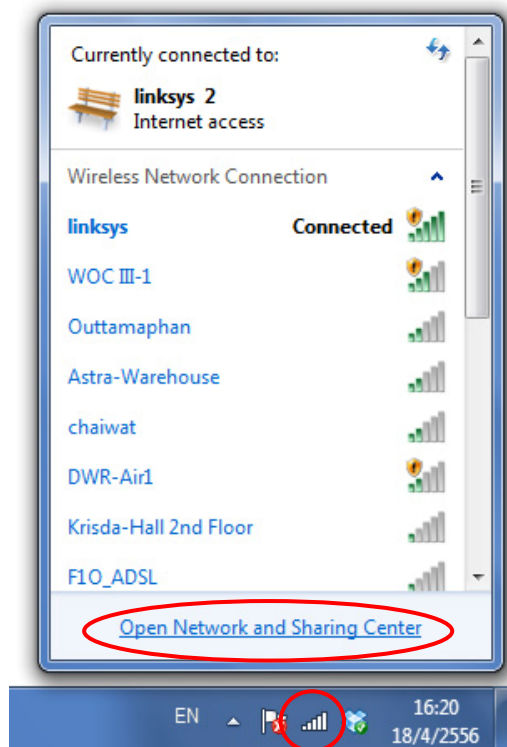 Currently connected to:
linksys 2
Internet access
Wireless Network Connection
linksys Connected
WOC III-1
Outtamaphan
Astra-Warehouse
chaiwat
DWR-Air1
Krisda-Hall 2nd Floor
F1O_ADSL
Open Network and Sharing Center
EN
16:20
18/4/2556